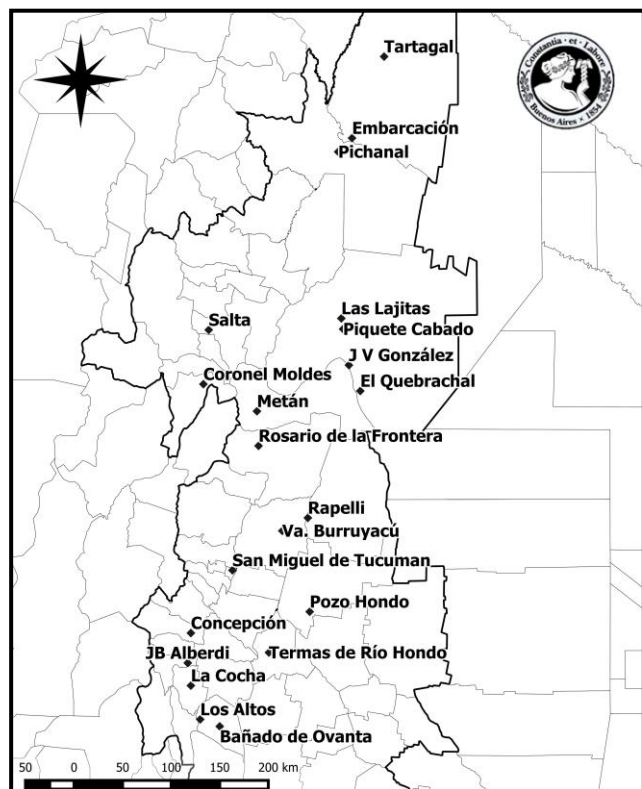 Tartagal
Constantia · et · Labore
Buenos Aires × 1854
Embarcación
Pichanal
Las Lajitas
Salta
Piquete Cabado
J V González
Coronel Moldes
El Quebrachal
Metán
Rosario de la Frontera
Rapelli
Va. Burruyacú
San Miguel de Tucuman
Pozo Hondo
Concepción
JB Alberdi
Termas de Río Hondo
La Cocha
Los Altos
Bañado de Ovanta
50 0 50 100 150 200 km